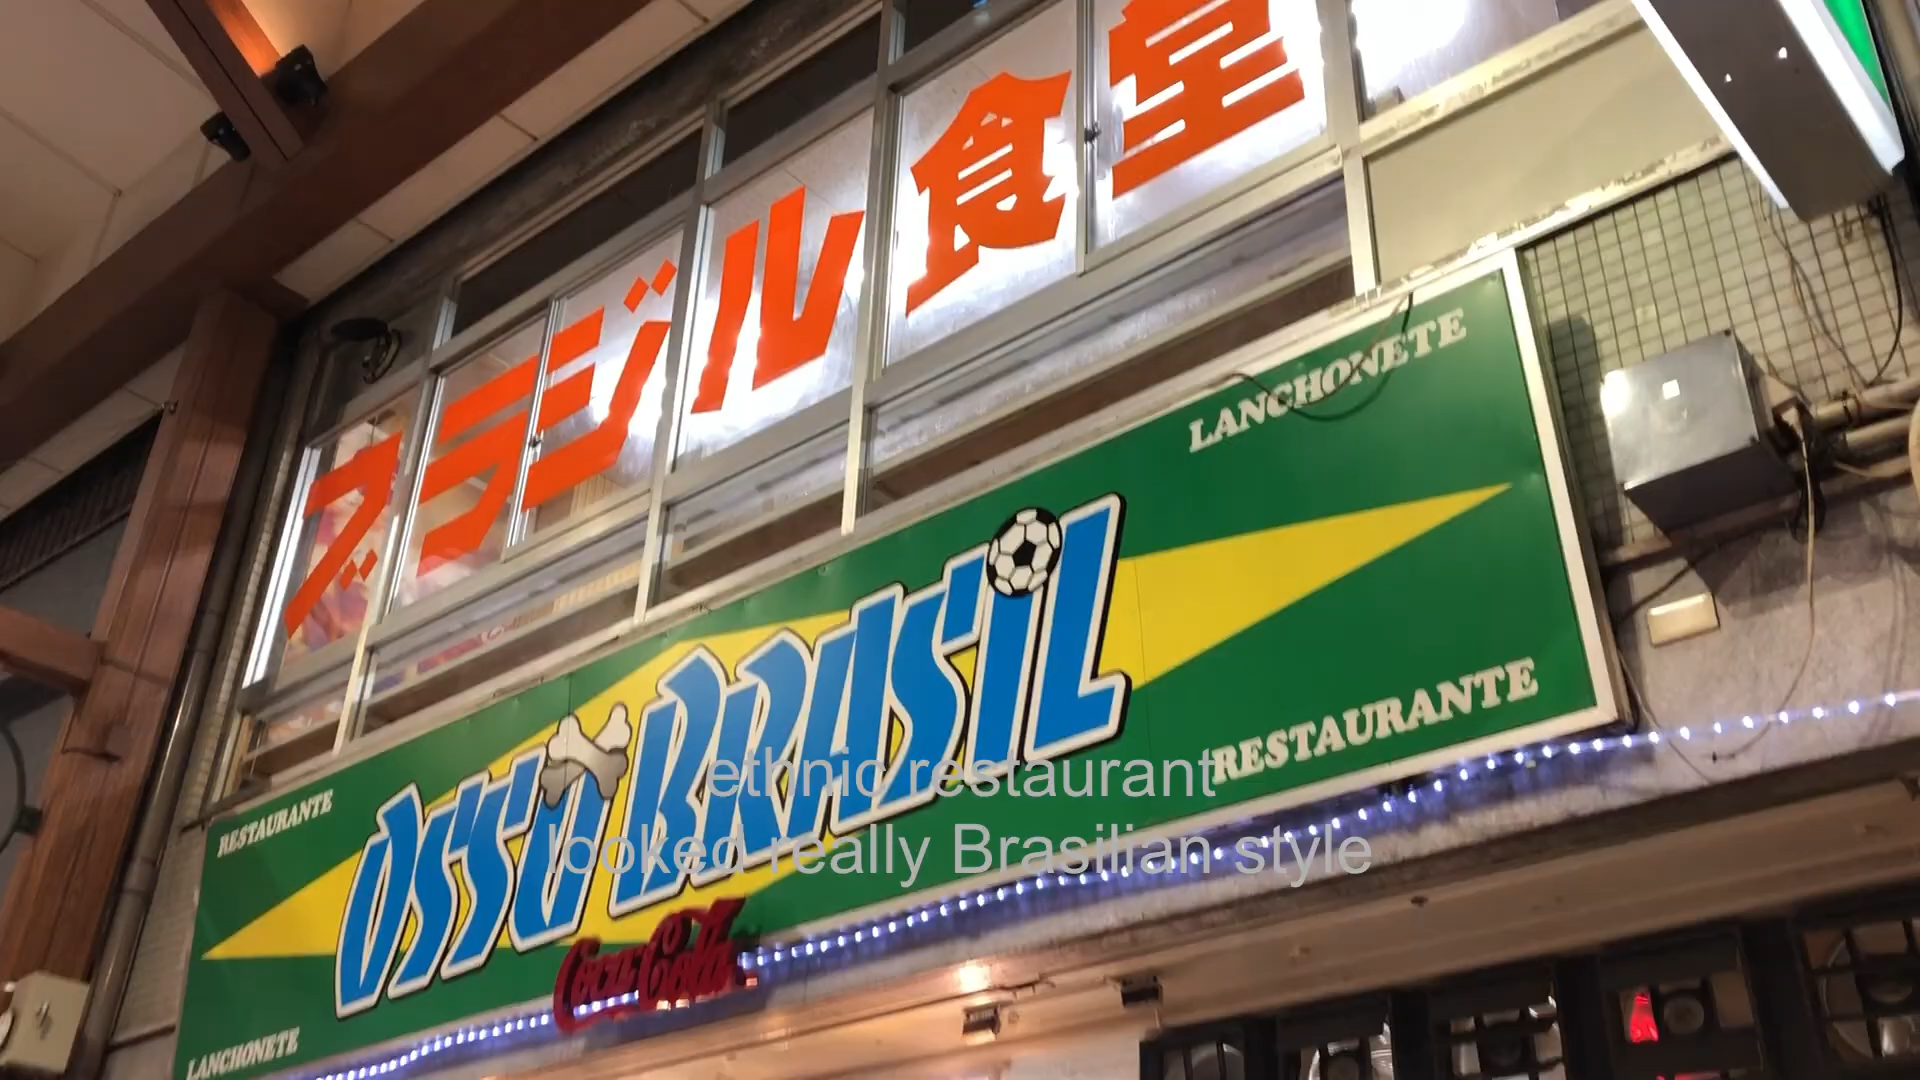 ブラジル食堂
LANCHONETE
OSSO BRASIL
RESTAURANTE
RESTAURANTE
ethnic restaurant
looked really Brasilian style
Coca-Cola
LANCHONETE